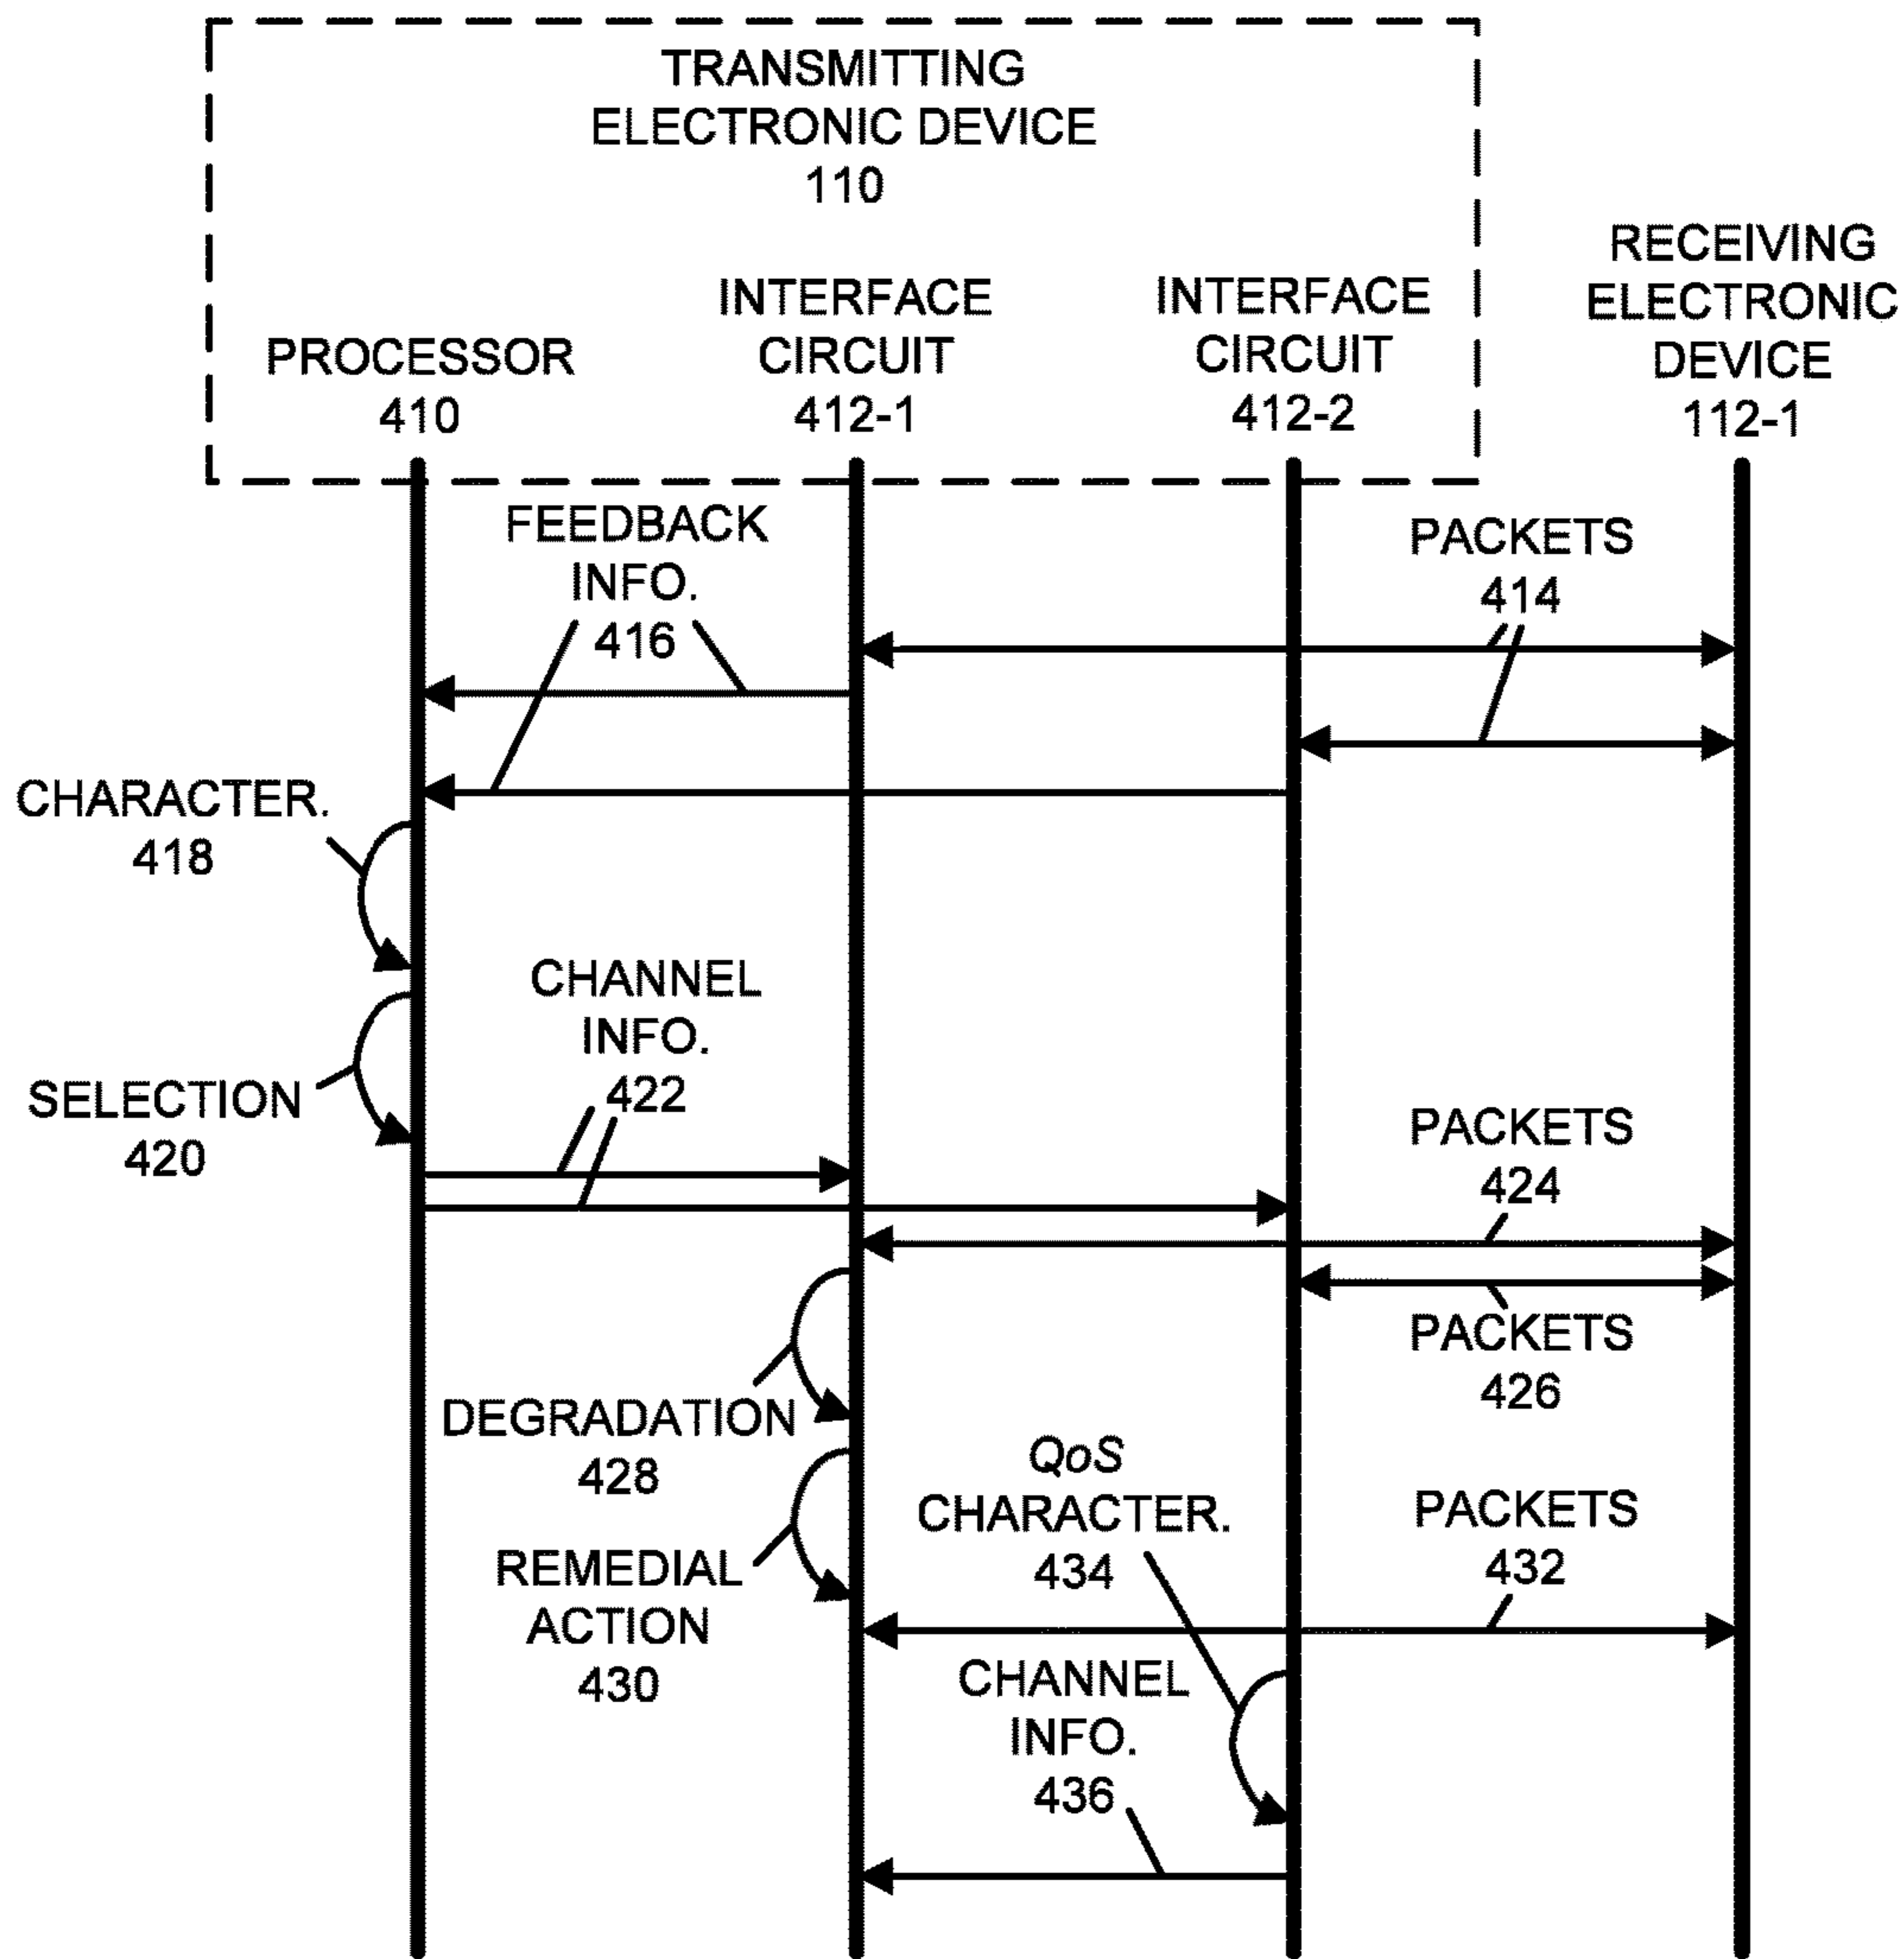 TRANSMITTING
ELECTRONIC DEVICE
110
RECEIVING
ELECTRONIC
DEVICE
112-1
INTERFACE
CIRCUIT
412-1
INTERFACE
CIRCUIT
412-2
PROCESSOR
410
FEEDBACK
INFO.
416
PACKETS
414
CHARACTER.
418
CHANNEL
INFO.
422
SELECTION
420
PACKETS
424
PACKETS
426
DEGRADATION
428
QoS
CHARACTER.
434
PACKETS
432
REMEDIAL
ACTION
430
CHANNEL
INFO.
436